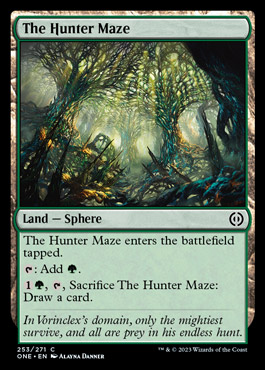 The Hunter Maze
Land — Sphere
The Hunter Maze enters the battlefield
tapped.
: Add .
1 , , Sacrifice The Hunter Maze:
Draw a card.
In Vorinclex's domain, only the mightiest
survive, and all are prey in his endless hunt.
253/271 C
ONE • EN ALAYNA DANNER
™ & © 2023 Wizards of the Coast